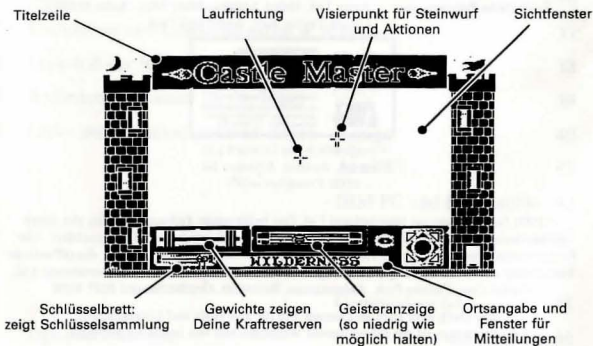 Titelzeile
Laufrichtung
Visierpunkt für Steinwurf
und Aktionen
Sichtfenster
Castle Master
WILDERNESS
Schlüsselbrett:
zeigt Schlüsselsammlung
Gewichte zeigen
Deine Kraftreserven
Geisteranzeige
(so niedrig wie
möglich halten)
Ortsangabe und
Fenster für
Mitteilungen